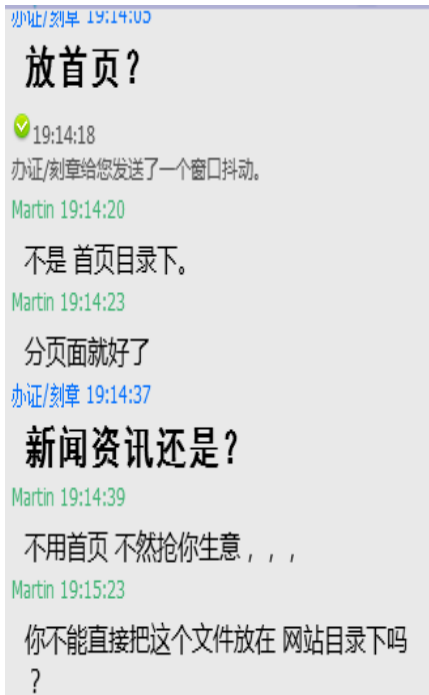 办证/刻章 19:14:05
放首页？
19:14:18
办证/刻章给您发送了一个窗口抖动。
Martin 19:14:20
不是 首页目录下。
Martin 19:14:23
分页面就好了
办证/刻章 19:14:37
新闻资讯还是？
Martin 19:14:39
不用首页 不然抢你生意，，，
Martin 19:15:23
你不能直接把这个文件放在 网站目录下吗
？